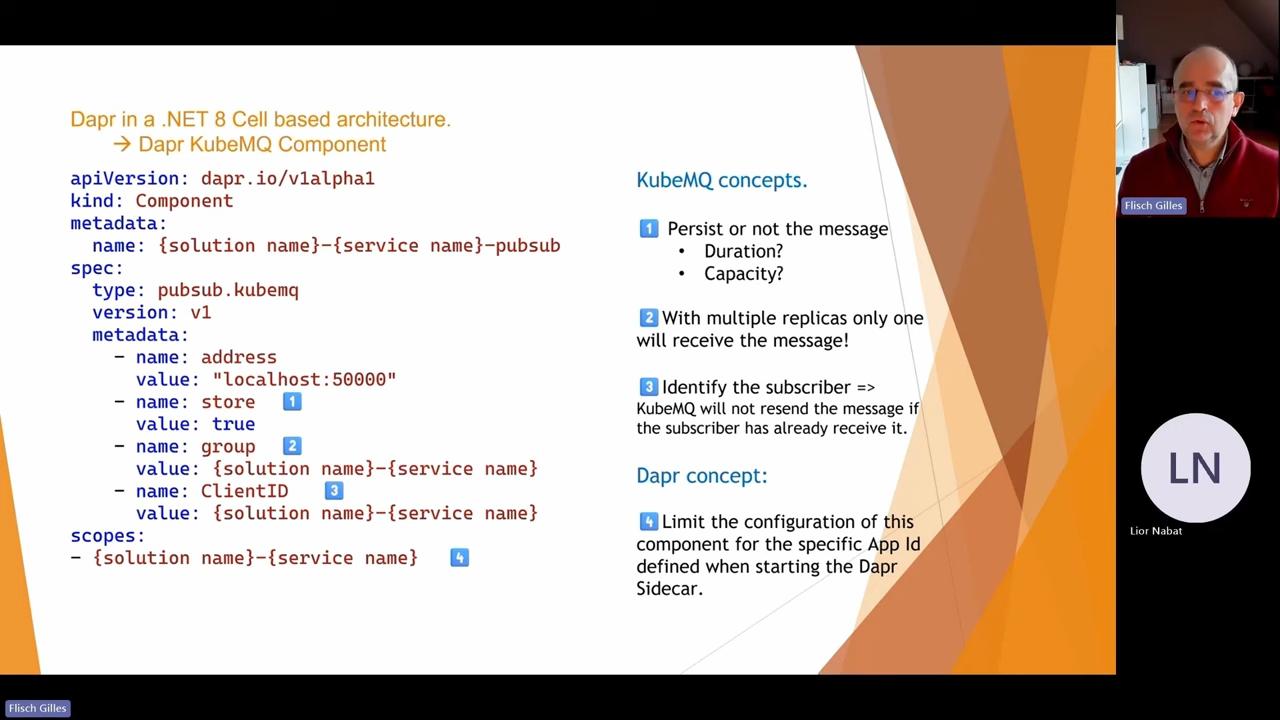 Dapr in a .NET 8 Cell based architecture.
→ Dapr KubeMQ Component
apiVersion: dapr.io/v1alpha1
kind: Component
metadata:
name: {solution name}-{service name}-pubsub
spec:
type: pubsub.kubemq
version: v1
metadata:
- name: address
value: "localhost:50000"
- name: store 1
value: true
- name: group 2
value: {solution name}-{service name}
- name: ClientID 3
value: {solution name}-{service name}
scopes:
- {solution name}-{service name} 4
KubeMQ concepts.
1 Persist or not the message
• Duration?
• Capacity?
2 With multiple replicas only one
will receive the message!
3 Identify the subscriber =>
KubeMQ will not resend the message if
the subscriber has already receive it.
Dapr concept:
4 Limit the configuration of this
component for the specific App Id
defined when starting the Dapr
Sidecar.
Flisch Gilles
LN
Lior Nabat
Flisch Gilles